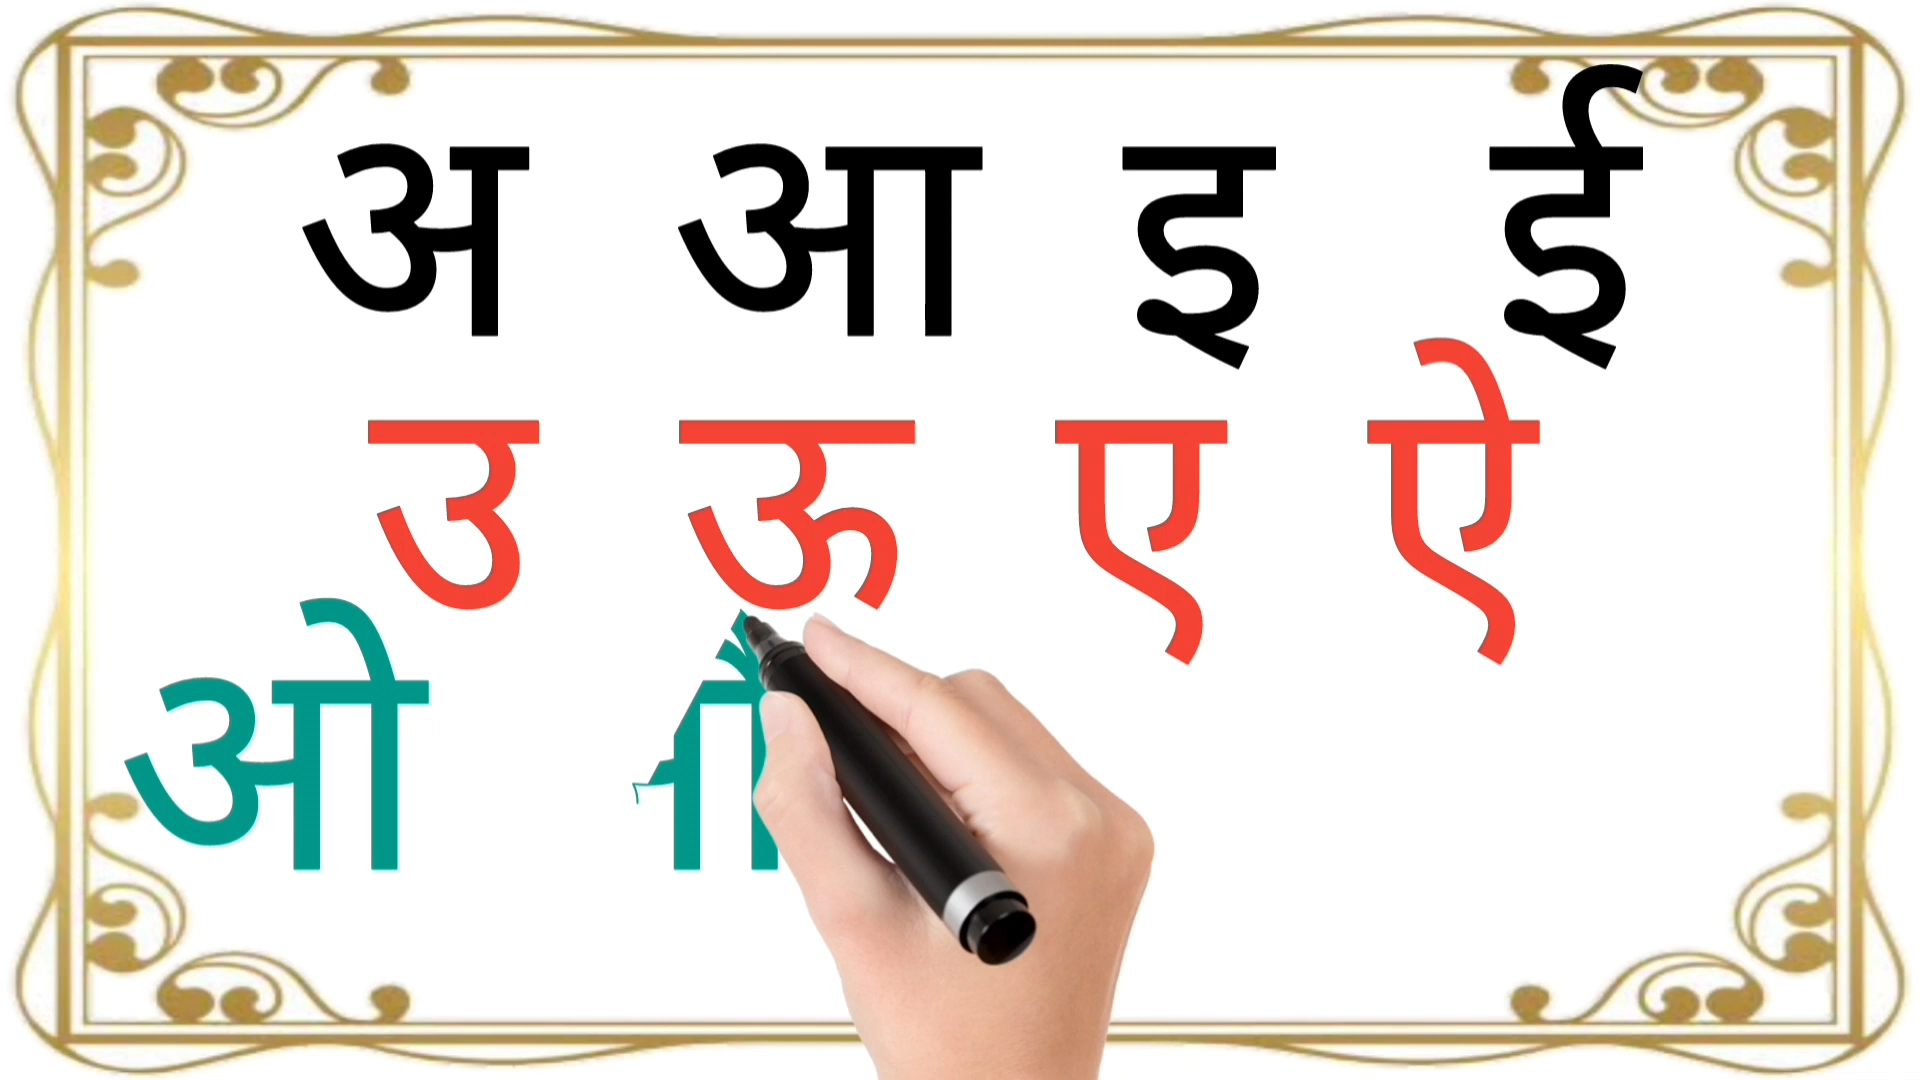 अ आ इ ई
उ ऊ ए ऐ
ओ